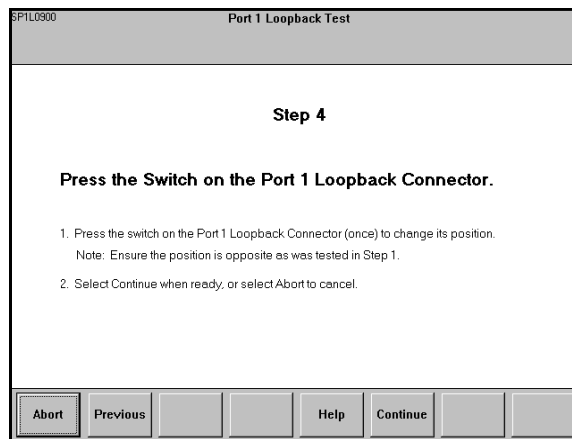 SP1L0900
Port 1 Loopback Test
Step 4
Press the Switch on the Port 1 Loopback Connector.
1. Press the switch on the Port 1 Loopback Connector (once) to change its position.
Note: Ensure the position is opposite as was tested in Step 1.
2. Select Continue when ready, or select Abort to cancel.
Abort Previous Help Continue